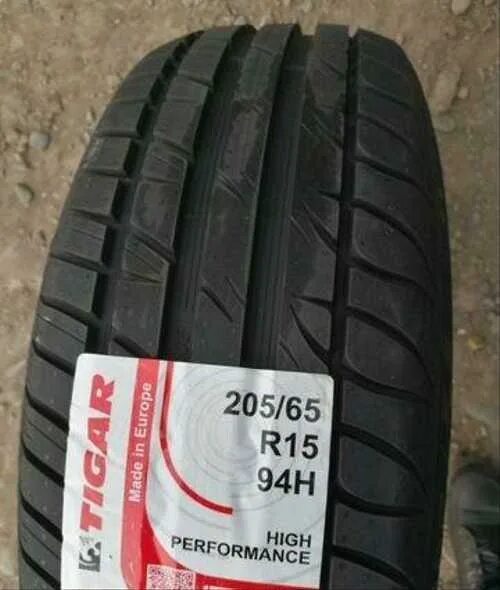 TIGAR
Made in Europe
205/65
R15
94H
HIGH
PERFORMANCE